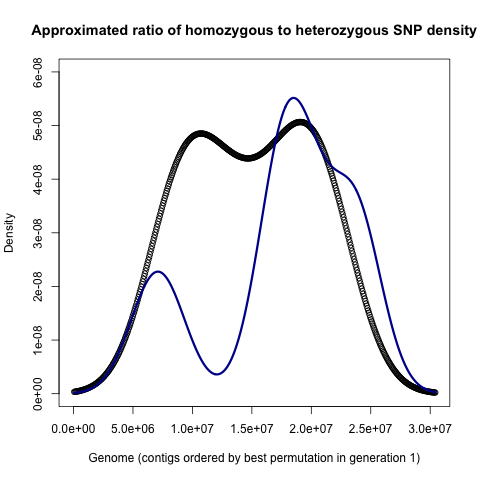 Approximated ratio of homozygous to heterozygous SNP density
6e-08
5e-08
4e-08
3e-08
2e-08
1e-08
0e+00
Density
0.0e+00 5.0e+06 1.0e+07 1.5e+07 2.0e+07 2.5e+07 3.0e+07
Genome (contigs ordered by best permutation in generation 1)